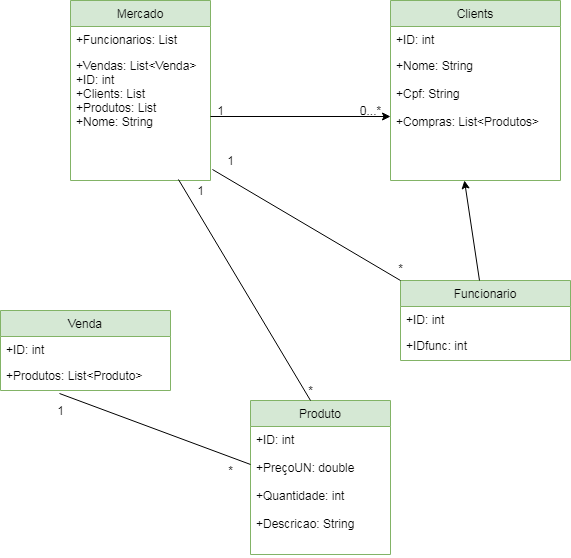 Mercado
+Funcionarios: List
+Vendas: List<Venda>
+ID: int
+Clients: List
+Produtos: List
+Nome: String
Clients
+ID: int
+Nome: String
+Cpf: String
+Compras: List<Produtos>
1
0...*
1
1
*
Funcionario
+ID: int
+IDfunc: int
Venda
+ID: int
+Produtos: List<Produto>
1
*
*
Produto
+ID: int
+PreçoUN: double
+Quantidade: int
+Descricao: String